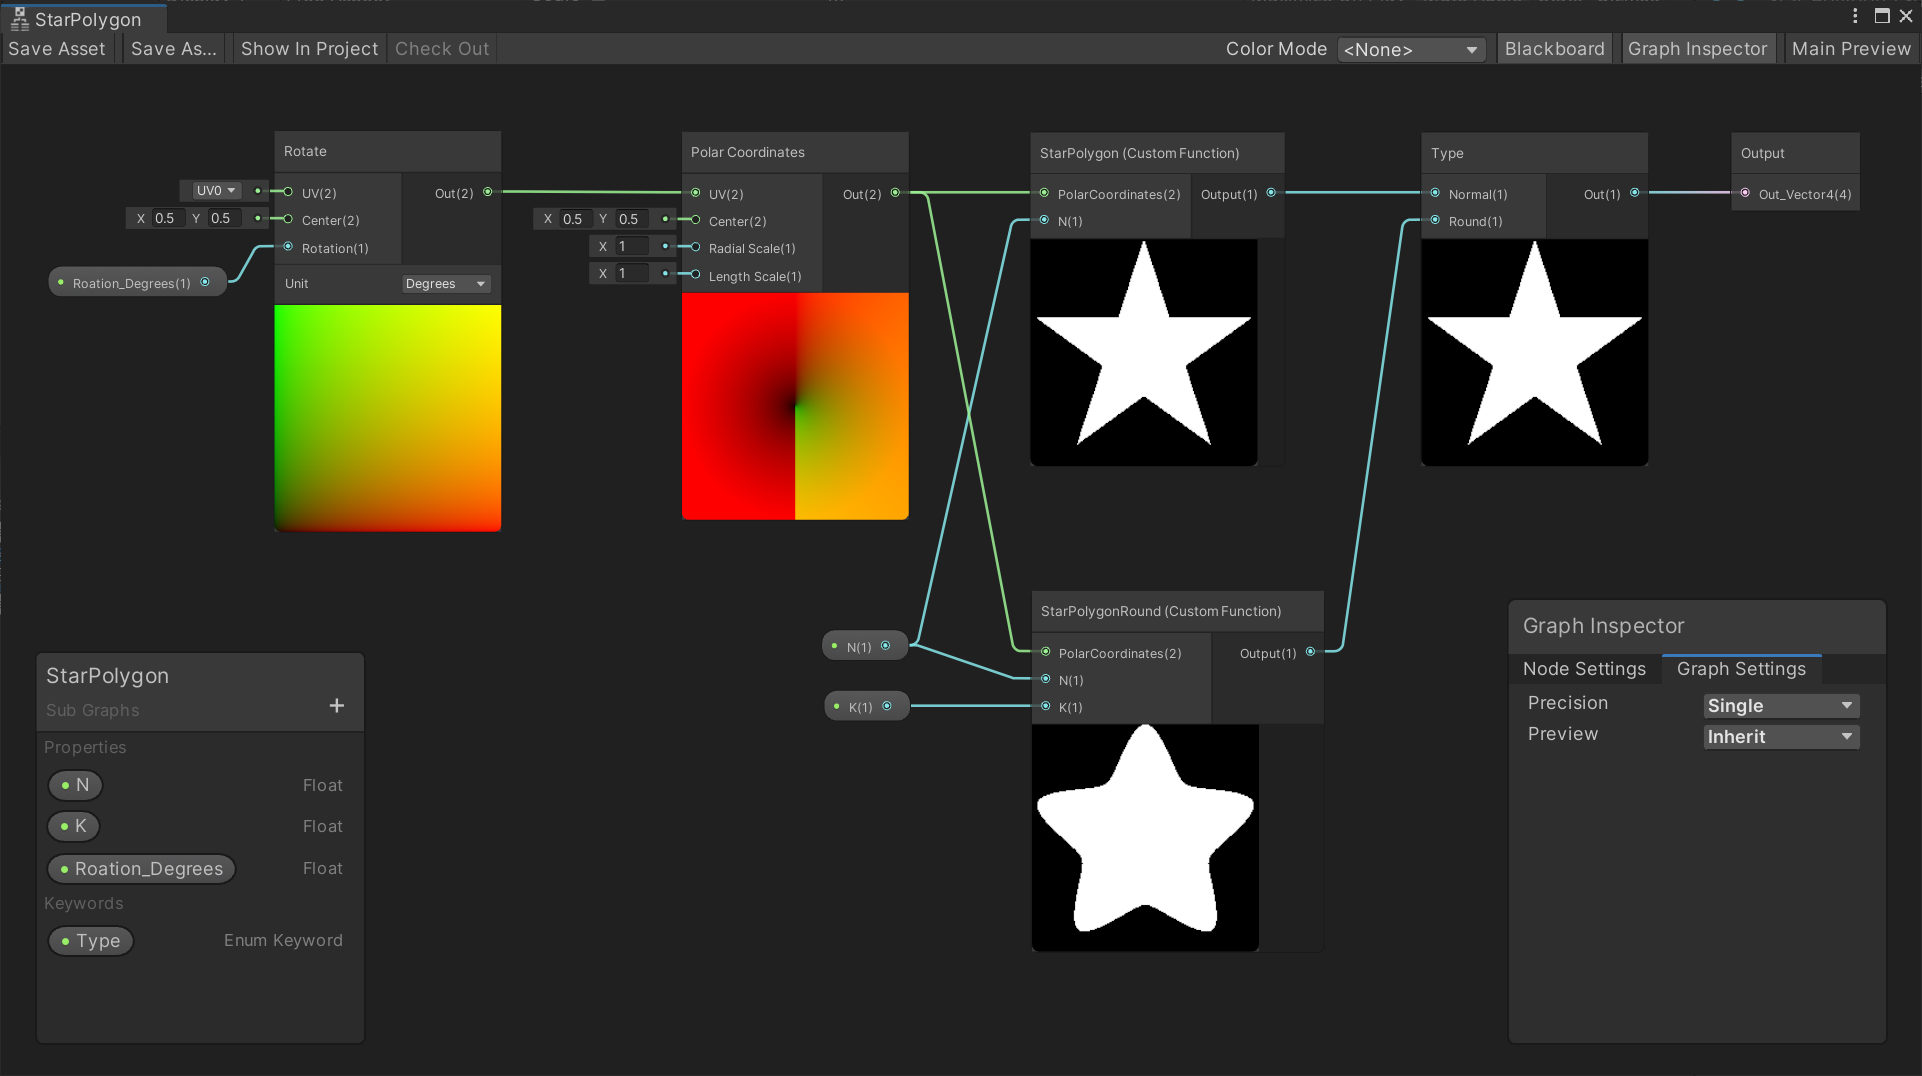 StarPolygon
Save Asset
Save As...
Show In Project
Check Out
Color Mode
<None>
Blackboard
Graph Inspector
Main Preview
Rotate
UV0
UV(2)
Out(2)
X 0.5 Y 0.5
Center(2)
Rotation(1)
Roation_Degrees(1)
Unit
Degrees
Polar Coordinates
UV(2)
Out(2)
X 0.5 Y 0.5
Center(2)
X 1
Radial Scale(1)
X 1
Length Scale(1)
StarPolygon (Custom Function)
PolarCoordinates(2)
Output(1)
N(1)
Type
Normal(1)
Out(1)
Round(1)
Output
Out_Vector4(4)
N(1)
K(1)
StarPolygonRound (Custom Function)
PolarCoordinates(2)
Output(1)
N(1)
K(1)
StarPolygon
Sub Graphs
+
Properties
N
Float
K
Float
Roation_Degrees
Float
Keywords
Type
Enum Keyword
Graph Inspector
Node Settings
Graph Settings
Precision
Single
Preview
Inherit